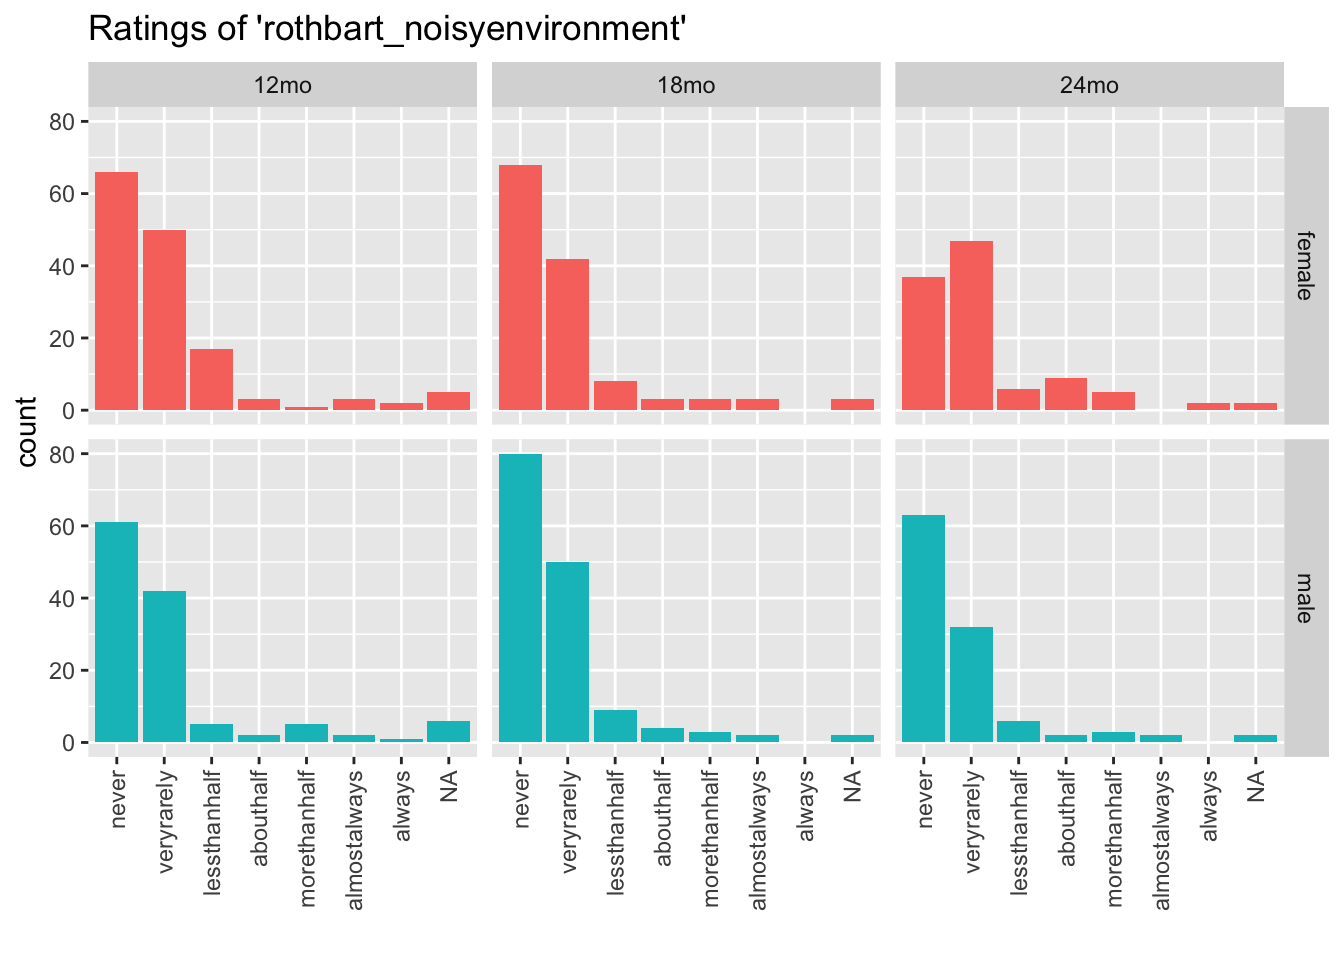 Ratings of 'rothbart_noisyenvironment'
12mo 18mo 24mo
80
60
40
20
0
female
count
80
60
40
20
0
male
never veryrarely lessthanhalf abouthalf morethanhalf almostalways always NA never veryrarely lessthanhalf abouthalf morethanhalf almostalways always NA never veryrarely lessthanhalf abouthalf morethanhalf almostalways always NA